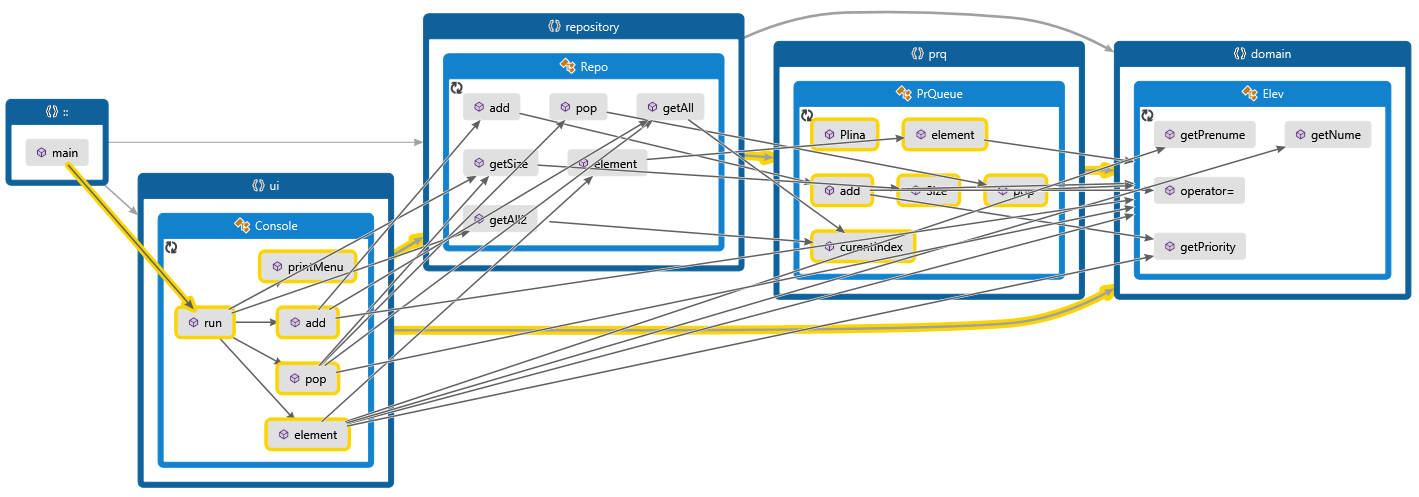 ::
main
ui
Console
printMenu
run
add
pop
element
repository
Repo
add
pop
getAll
getSize
element
getAll2
prq
PrQueue
Plina
element
add
Size
pop
curentIndex
domain
Elev
getPrenume
getNume
operator=
getPriority